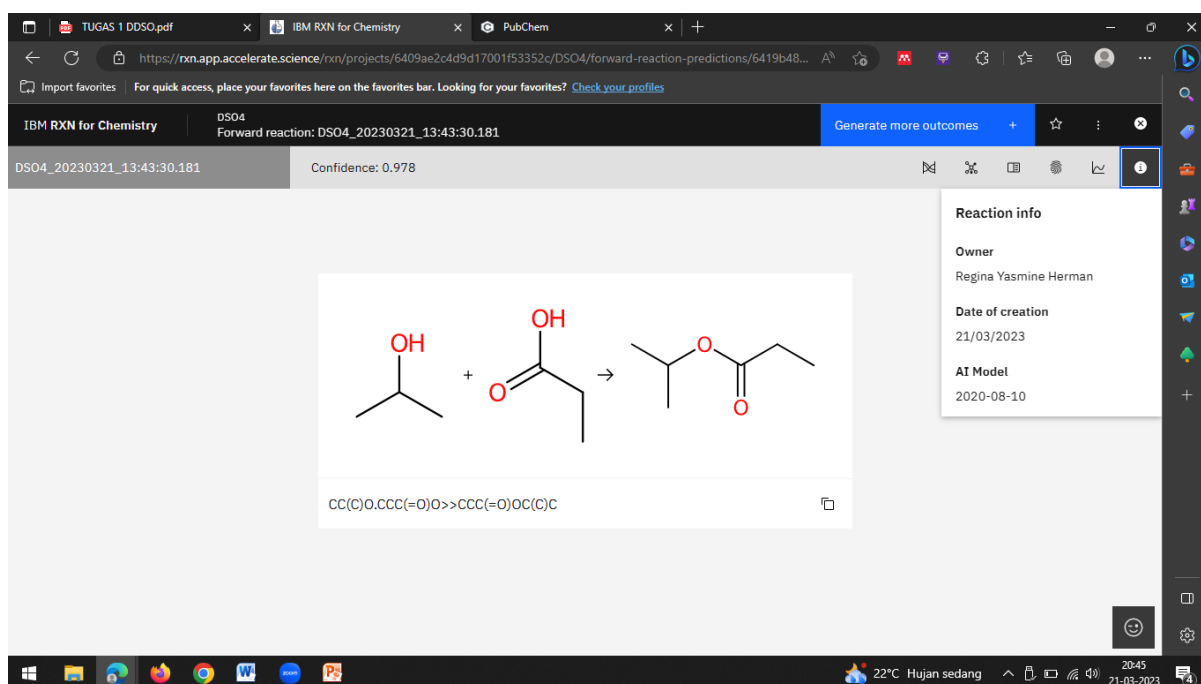 TUGAS 1 DDSO.pdf
IBM RXN for Chemistry
PubChem
https://rxn.app.accelerate.science/rxn/projects/6409ae2c4d9d17001f53352c/DSO4/forward-reaction-predictions/6419b48...
Import favorites
For quick access, place your favorites here on the favorites bar. Looking for your favorites? Check your profiles
IBM RXN for Chemistry
DSO4
Forward reaction: DSO4_20230321_13:43:30.181
Generate more outcomes +
DSO4_20230321_13:43:30.181
Confidence: 0.978
Reaction info
Owner
Regina Yasmine Herman
Date of creation
21/03/2023
AI Model
2020-08-10
OH
+
OH
O
→
O
O
CC(C)O.CCC(=O)O>>CCC(=O)OC(C)C
22°C Hujan sedang
20:45
21-03-2023
4